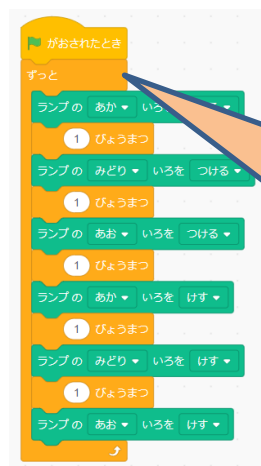 がおされたとき
ずっと
ランプの あか いろ
1 びょうまつ
ランプの みどり いろを つける
1 びょうまつ
ランプの あお いろを つける
1 びょうまつ
ランプの あか いろを けす
1 びょうまつ
ランプの みどり いろを けす
1 びょうまつ
ランプの あお いろを けす